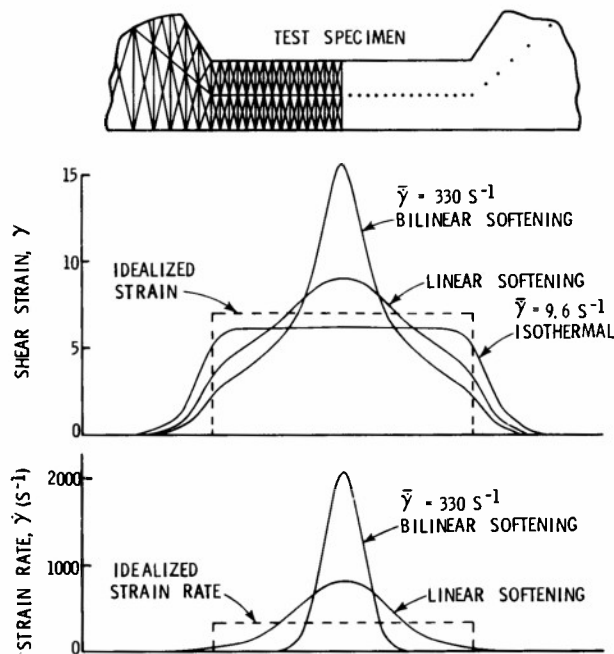 TEST SPECIMEN
15
10
5
0
SHEAR STRAIN, γ
IDEALIZED
STRAIN
γ̇̄ = 330 S⁻¹
BILINEAR SOFTENING
LINEAR SOFTENING
γ̇̄ = 9.6 S⁻¹
ISOTHERMAL
2000
1000
0
STRAIN RATE, γ̇ (S⁻¹)
IDEALIZED
STRAIN RATE
γ̇̄ = 330 S⁻¹
BILINEAR SOFTENING
LINEAR SOFTENING